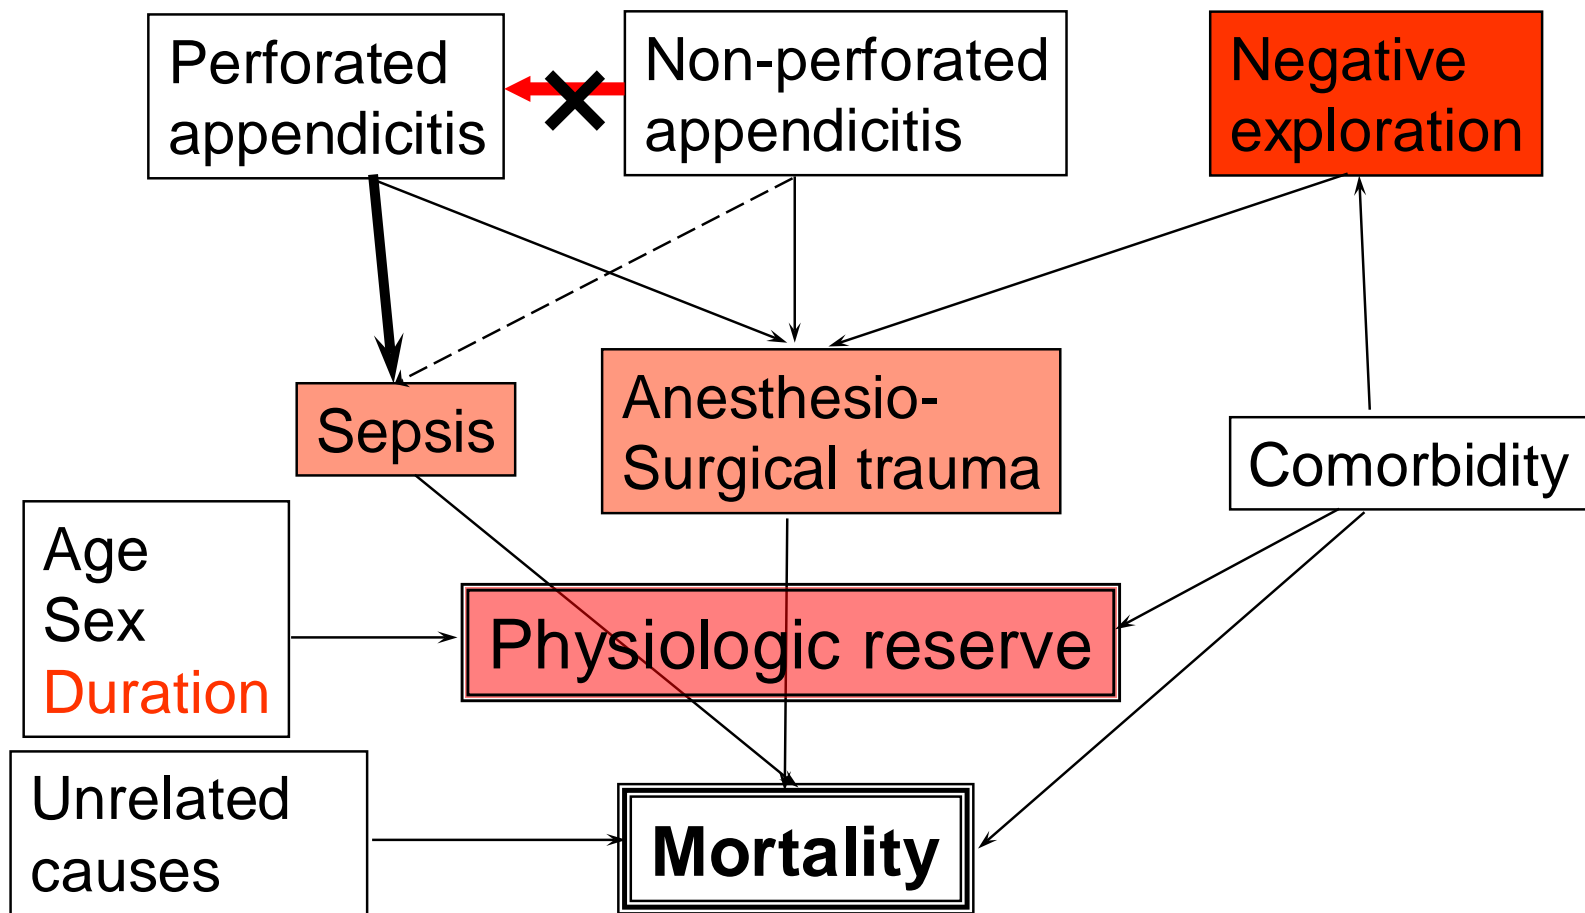 Perforated
appendicitis
Non-perforated
appendicitis
Negative
exploration
Sepsis
Anesthesio-
Surgical trauma
Comorbidity
Age
Sex
Duration
Physiologic reserve
Unrelated
causes
Mortality